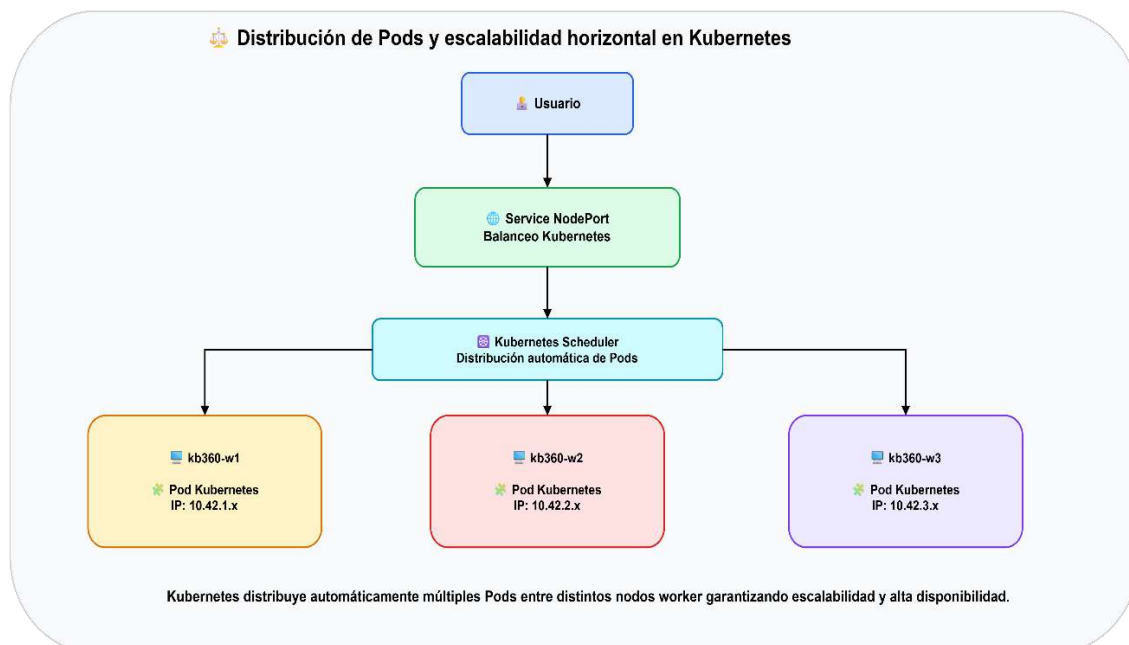 Distribución de Pods y escalabilidad horizontal en Kubernetes
Usuario
Service NodePort
Balanceo Kubernetes
Kubernetes Scheduler
Distribución automática de Pods
kb360-w1
Pod Kubernetes
IP: 10.42.1.x
kb360-w2
Pod Kubernetes
IP: 10.42.2.x
kb360-w3
Pod Kubernetes
IP: 10.42.3.x
Kubernetes distribuye automáticamente múltiples Pods entre distintos nodos worker garantizando escalabilidad y alta disponibilidad.